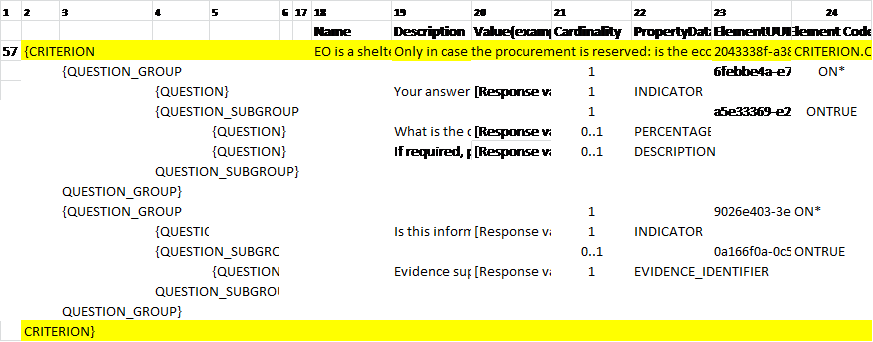 1 2 3 4 5 6 17 18 19 20 21 22 23 24
Name Description Value(examp Cardinality PropertyData ElementUUI Element Code
57 {CRITERION EO is a shelte Only in case the procurement is reserved: is the eco 2043338f-a38 CRITERION.C
{QUESTION_GROUP 1 6febbe4a-e7 ON*
{QUESTION} Your answer [Response va 1 INDICATOR
{QUESTION_SUBGROUP 1 a5e33369-e2 ONTRUE
{QUESTION} What is the c [Response va 0..1 PERCENTAGE
{QUESTION} If required, p [Response va 0..1 DESCRIPTION
QUESTION_SUBGROUP}
QUESTION_GROUP}
{QUESTION_GROUP 1 9026e403-3e ON*
{QUESTIC Is this inform [Response va 1 INDICATOR
{QUESTION_SUBGRC 0..1 0a166f0a-0c5 ONTRUE
{QUESTION Evidence sup [Response va 1 EVIDENCE_IDENTIFIER
QUESTION_SUBGROU
QUESTION_GROUP}
CRITERION}